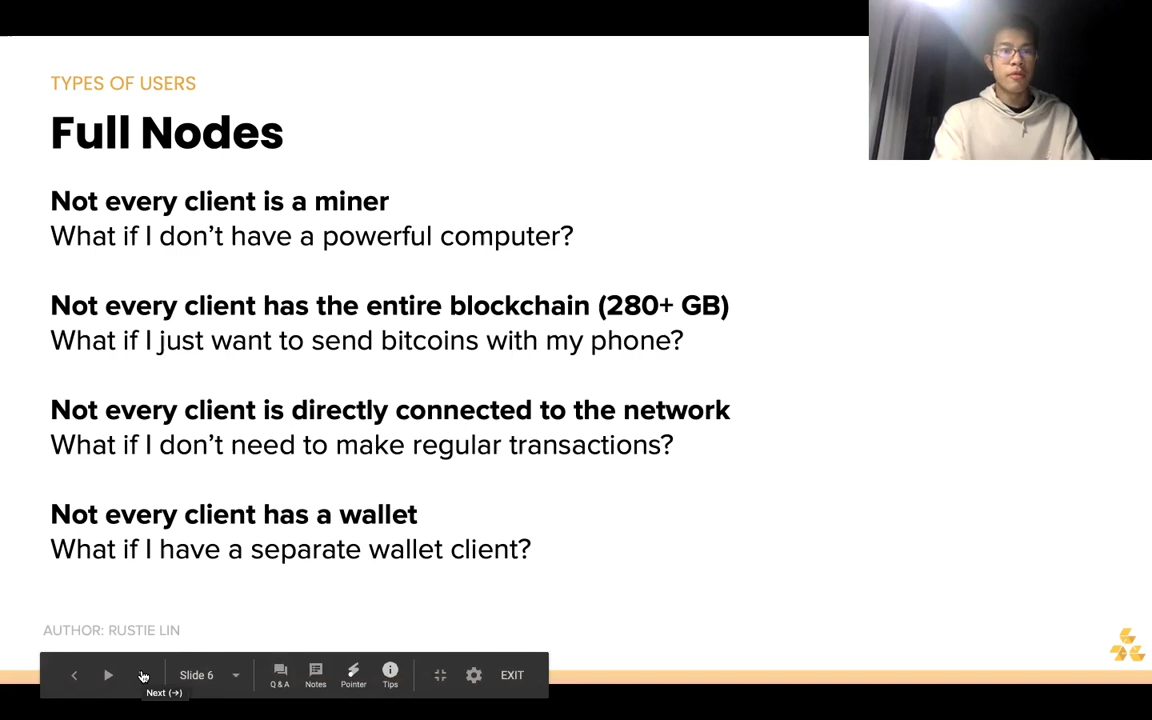 TYPES OF USERS
Full Nodes
Not every client is a miner
What if I don’t have a powerful computer?
Not every client has the entire blockchain (280+ GB)
What if I just want to send bitcoins with my phone?
Not every client is directly connected to the network
What if I don’t need to make regular transactions?
Not every client has a wallet
What if I have a separate wallet client?
AUTHOR: RUSTIE LIN
Slide 6
Q & A
Notes
Pointer
Tips
EXIT
Next (→)